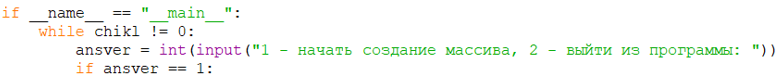 if __name__ == "__main__":
    while chikl != 0:
        ansver = int(input("1 - начать создание массива, 2 - выйти из программы: "))
        if ansver == 1: